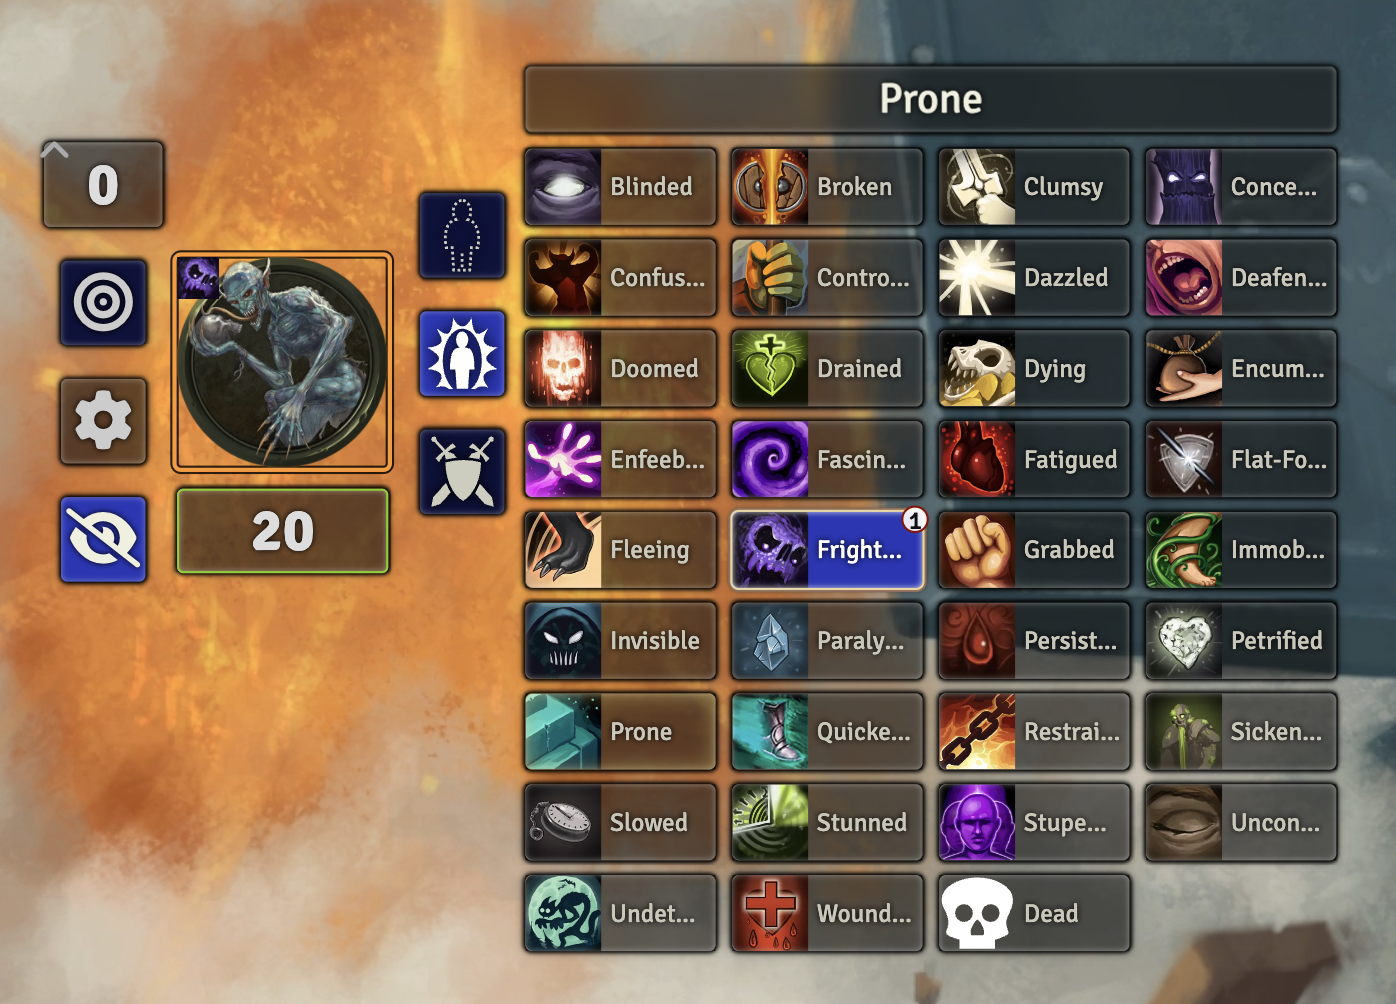 Prone
0
20
Blinded
Broken
Clumsy
Conce...
Confus...
Contro...
Dazzled
Deafen...
Doomed
Drained
Dying
Encum...
Enfeeb...
Fascin...
Fatigued
Flat-Fo...
Fleeing
Fright...
1
Grabbed
Immob...
Invisible
Paraly...
Persist...
Petrified
Prone
Quicke...
Restrai...
Sicken...
Slowed
Stunned
Stupe...
Uncon...
Undet...
Wound...
Dead